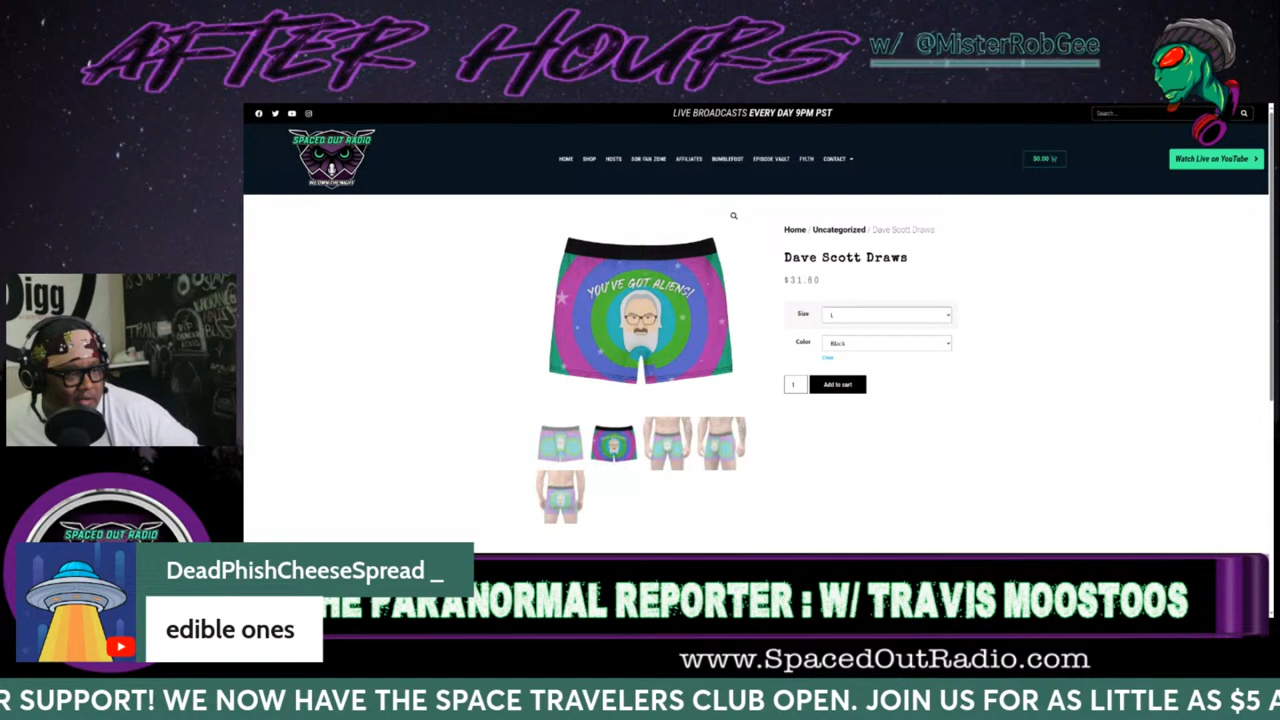 AFTER HOURS
w/ @MisterRobGee
LIVE BROADCASTS EVERY DAY 9PM PST
Search...
SPACED OUT RADIO
HOME SHOP HOSTS SOR FAN ZONE AFFILIATES BUMBLEFOOT EPISODE VAULT FYLTH CONTACT
$0.00
Watch Live on YouTube >
Home / Uncategorized / Dave Scott Draws
Dave Scott Draws
$31.60
YOU'VE GOT ALIENS!
Size
L
Color
Black
Clear
1
Add to cart
Digg
SPACED OUT RADIO
DeadPhishCheeseSpread _
edible ones
HE PARANORMAL REPORTER : W/ TRAVIS MOOSTOOS
www.SpacedOutRadio.com
R SUPPORT! WE NOW HAVE THE SPACE TRAVELERS CLUB OPEN. JOIN US FOR AS LITTLE AS $5 A